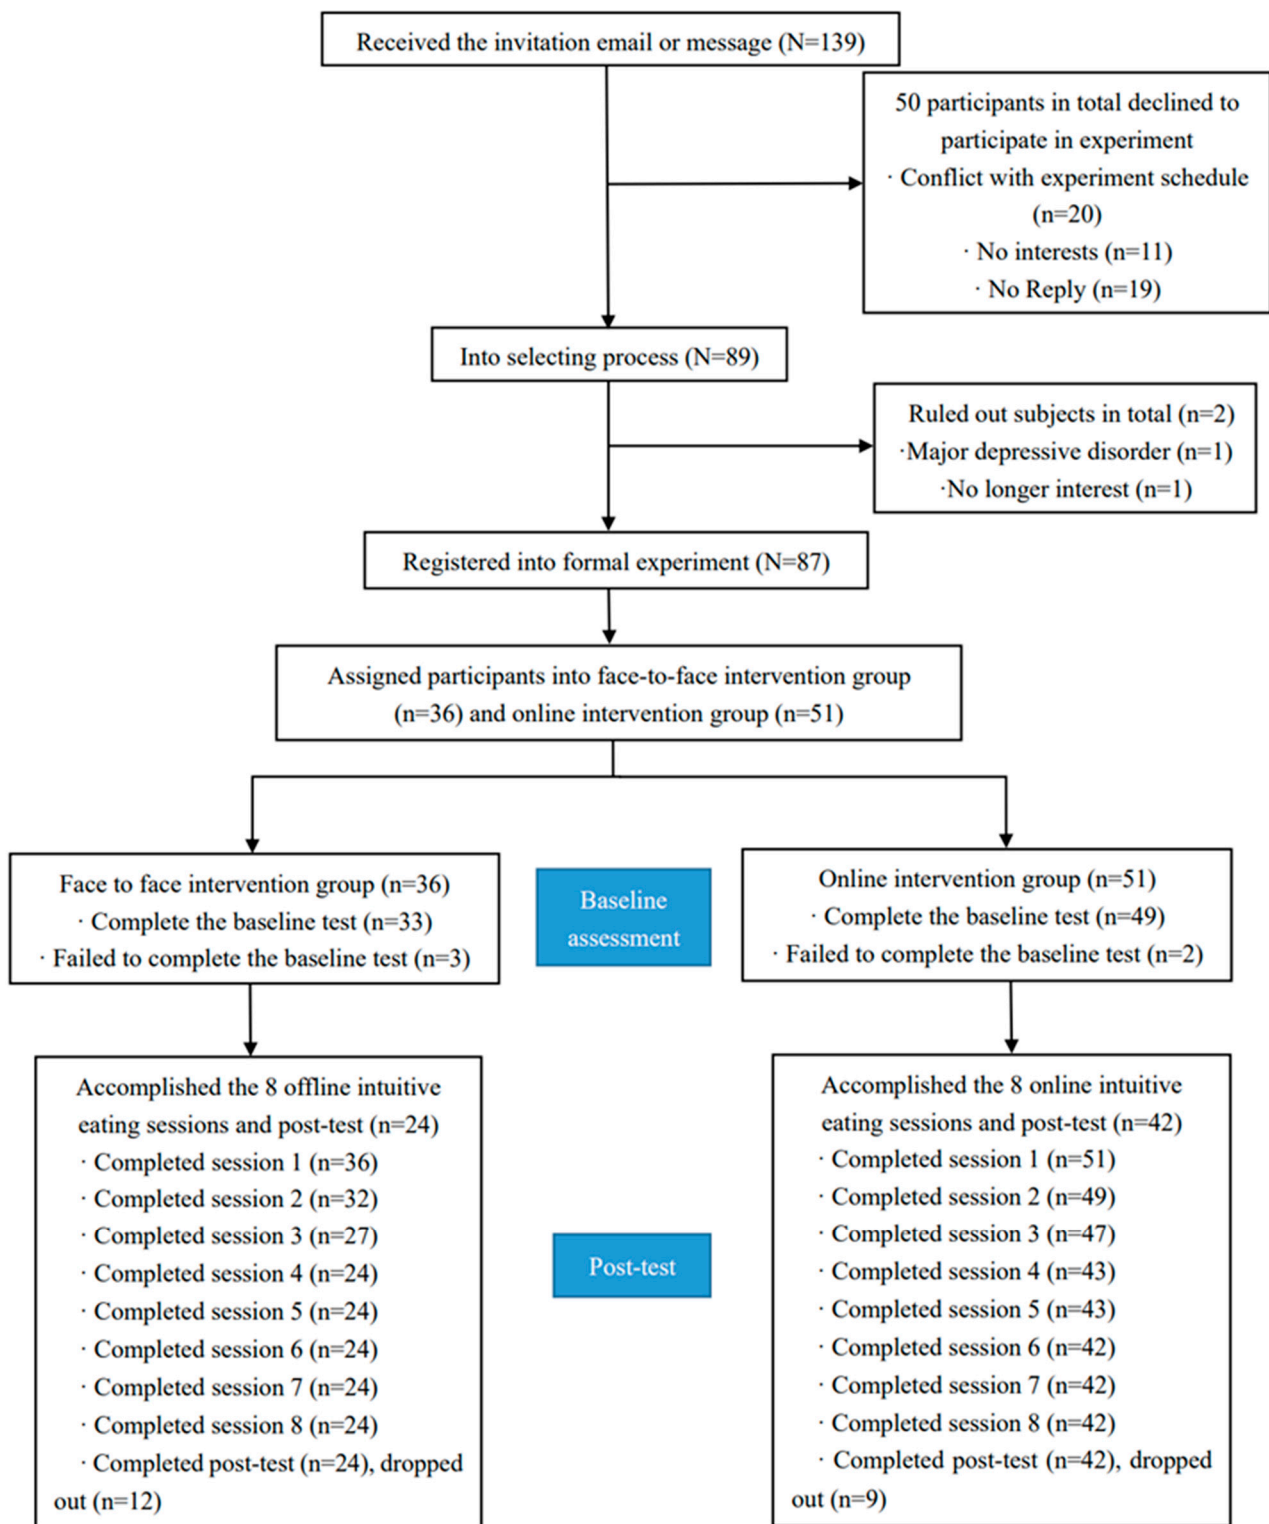 Received the invitation email or message (N=139)
50 participants in total declined to
participate in experiment
· Conflict with experiment schedule
(n=20)
· No interests (n=11)
· No Reply (n=19)
Into selecting process (N=89)
Ruled out subjects in total (n=2)
·Major depressive disorder (n=1)
·No longer interest (n=1)
Registered into formal experiment (N=87)
Assigned participants into face-to-face intervention group
(n=36) and online intervention group (n=51)
Face to face intervention group (n=36)
· Complete the baseline test (n=33)
· Failed to complete the baseline test (n=3)
Baseline
assessment
Online intervention group (n=51)
· Complete the baseline test (n=49)
· Failed to complete the baseline test (n=2)
Accomplished the 8 offline intuitive
eating sessions and post-test (n=24)
· Completed session 1 (n=36)
· Completed session 2 (n=32)
· Completed session 3 (n=27)
· Completed session 4 (n=24)
· Completed session 5 (n=24)
· Completed session 6 (n=24)
· Completed session 7 (n=24)
· Completed session 8 (n=24)
· Completed post-test (n=24), dropped
out (n=12)
Post-test
Accomplished the 8 online intuitive
eating sessions and post-test (n=42)
· Completed session 1 (n=51)
· Completed session 2 (n=49)
· Completed session 3 (n=47)
· Completed session 4 (n=43)
· Completed session 5 (n=43)
· Completed session 6 (n=42)
· Completed session 7 (n=42)
· Completed session 8 (n=42)
· Completed post-test (n=42), dropped
out (n=9)